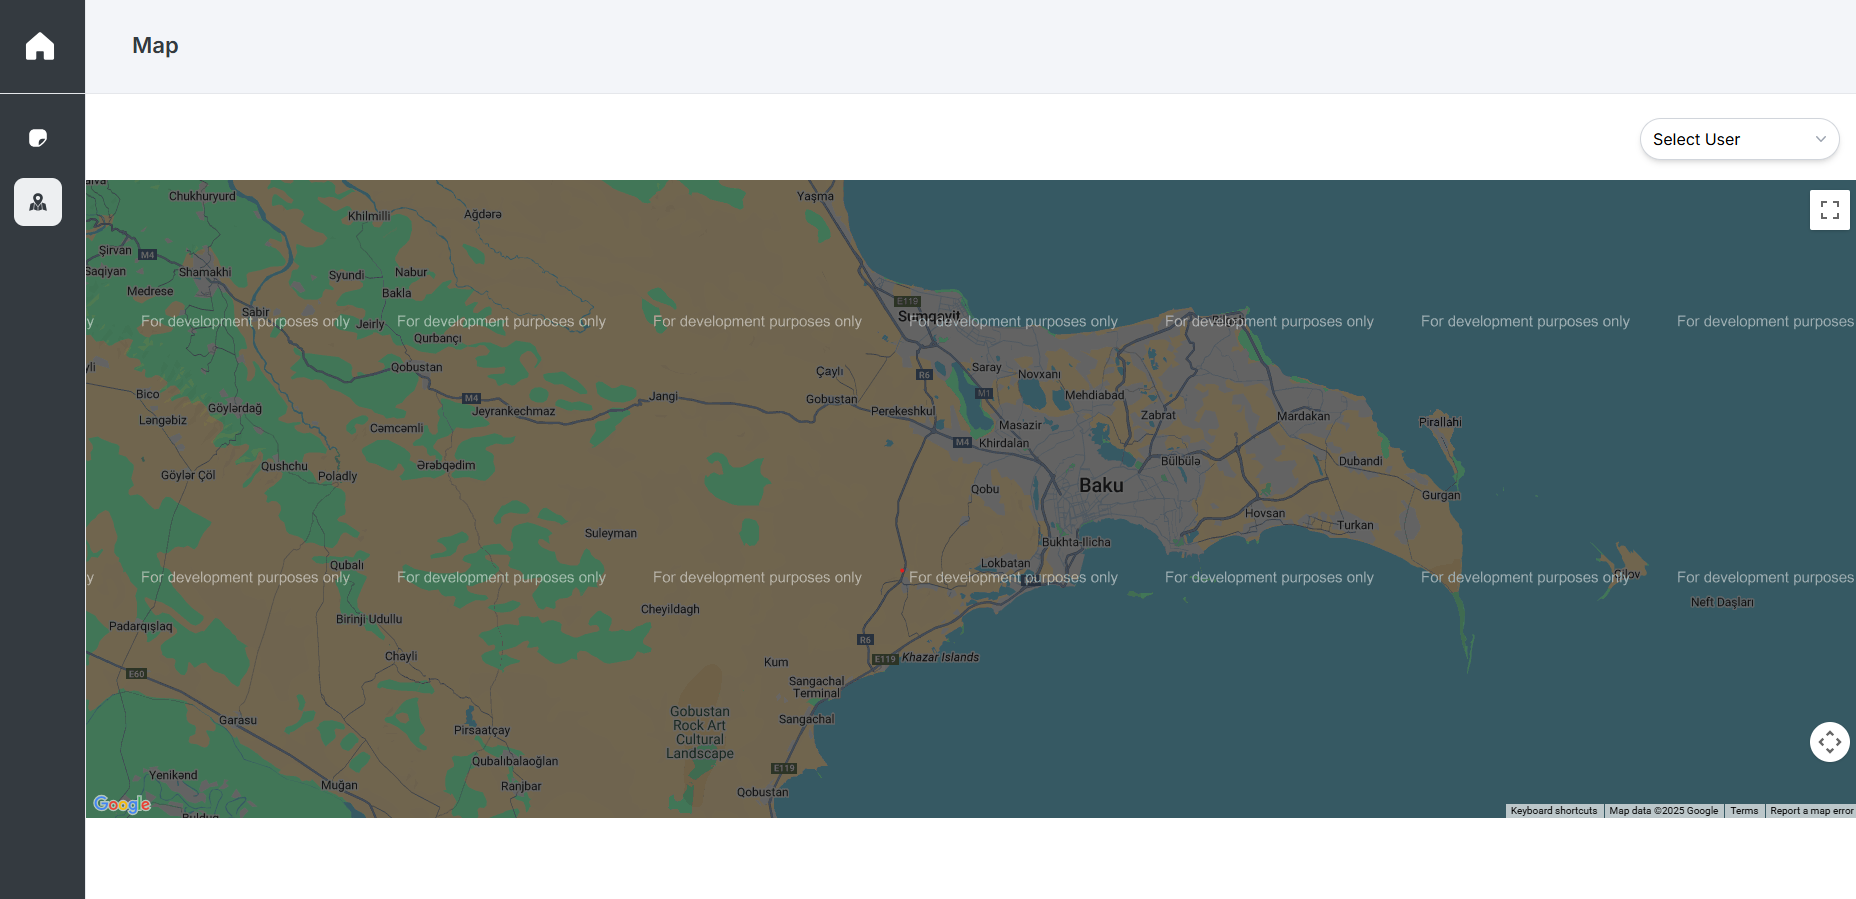 Map
Select User
Chukhuryurd
Khilmilli
Ağdərə
Yaşma
Şirvan
M4
Saqiyan
Shamakhi
Syundi
Nabur
Medrese
Bakla
E119
Sabir
Sumqayit
For development purposes only
For development purposes only
For development purposes only
For development purposes only
For development purposes only
For development purposes only
For development purposes
Jeirly
Qurbançı
Qobustan
Çaylı
R6
Saray
Novxanı
M1
Mehdiabad
Bico
M4
Jangi
Gobustan
Perekeshkul
Göylərdağ
Jeyrankechmaz
Zabrat
Mardakan
Pirallahi
Ləngəbiz
Cəmcəmli
Masazir
M4
Khirdalan
Qushchu
Ərəbqədim
Bülbülə
Dubandi
Göylər Çöl
Poladly
Qobu
Baku
Gurgan
Hovsan
Turkan
Suleyman
Bukhta-Ilicha
Qubalı
Lokbatan
For development purposes only
For development purposes only
For development purposes only
For development purposes only
For development purposes only
For development purposes only
For development purposes
Neft Daşları
Cheyildagh
Birinji Udullu
Padarqışlaq
R6
Chayli
Kum
E119
Khazar Islands
E60
Sangachal
Terminal
Gobustan
Rock Art
Cultural
Landscape
Garasu
Sangachal
Pirsaatçay
Qubalıbalaoğlan
E119
Yenikənd
Muğan
Ranjbar
Qobustan
Google
Keyboard shortcuts
Map data ©2025 Google
Terms
Report a map error